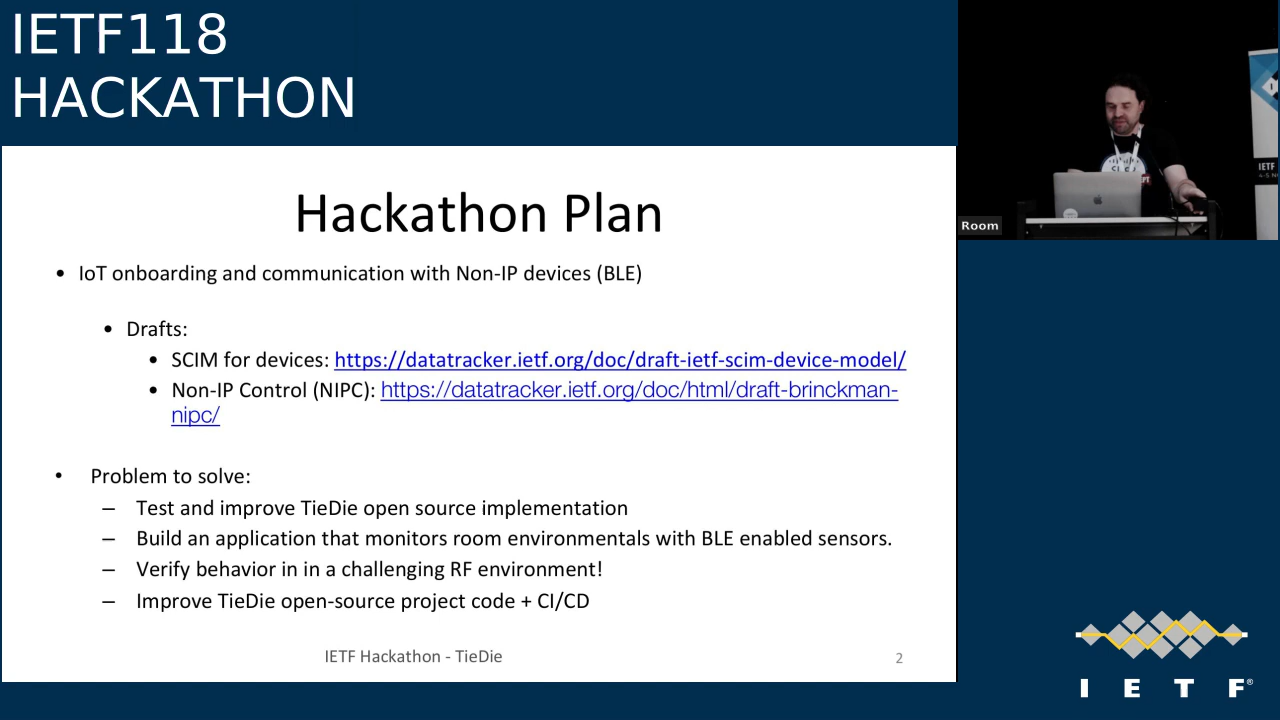 IETF118
HACKATHON
Hackathon Plan
• IoT onboarding and communication with Non-IP devices (BLE)
• Drafts:
• SCIM for devices: https://datatracker.ietf.org/doc/draft-ietf-scim-device-model/
• Non-IP Control (NIPC): https://datatracker.ietf.org/doc/html/draft-brinckman-
nipc/
• Problem to solve:
– Test and improve TieDie open source implementation
– Build an application that monitors room environmentals with BLE enabled sensors.
– Verify behavior in in a challenging RF environment!
– Improve TieDie open-source project code + CI/CD
IETF Hackathon - TieDie
2
Room
IETF
I E T F®